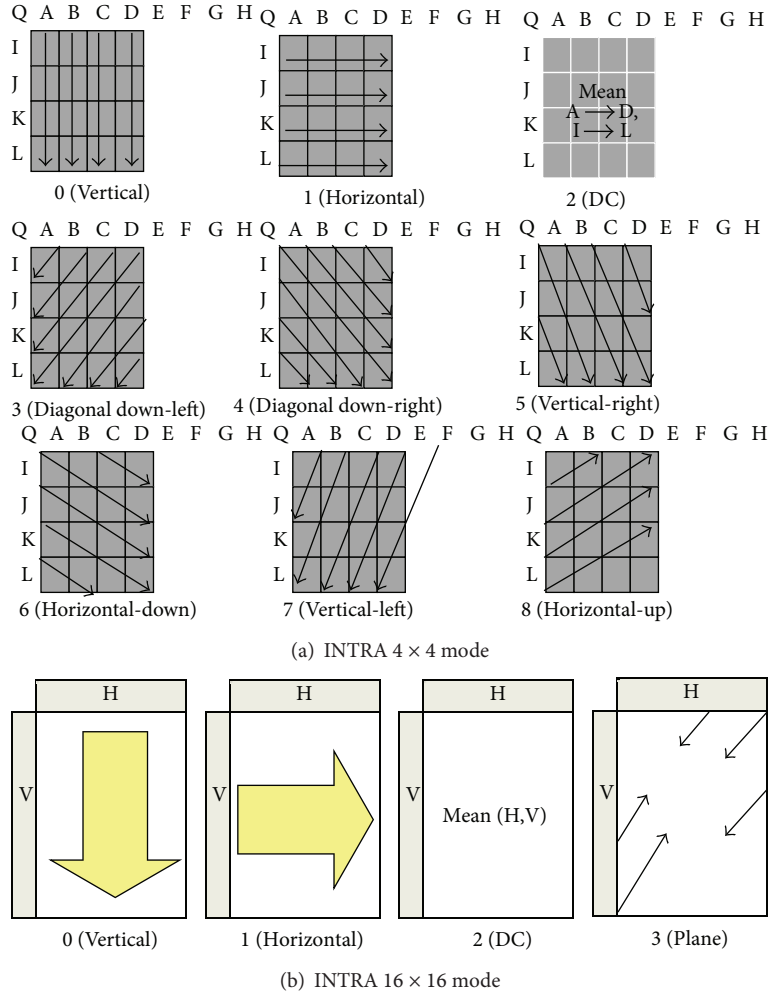 Q A B C D E F G H
I
J
K
L
0 (Vertical)
Q A B C D E F G H
I
J
K
L
1 (Horizontal)
Q A B C D E F G H
I
J
K
L
Mean
A → D,
I → L
2 (DC)
Q A B C D E F G H
I
J
K
L
3 (Diagonal down-left)
Q A B C D E F G H
I
J
K
L
4 (Diagonal down-right)
Q A B C D E F G H
I
J
K
L
5 (Vertical-right)
Q A B C D E F G H
I
J
K
L
6 (Horizontal-down)
Q A B C D E F G H
I
J
K
L
7 (Vertical-left)
Q A B C D E F G H
I
J
K
L
8 (Horizontal-up)
(a) INTRA 4 × 4 mode
H
V
0 (Vertical)
H
V
1 (Horizontal)
H
V
Mean (H,V)
2 (DC)
H
V
3 (Plane)
(b) INTRA 16 × 16 mode